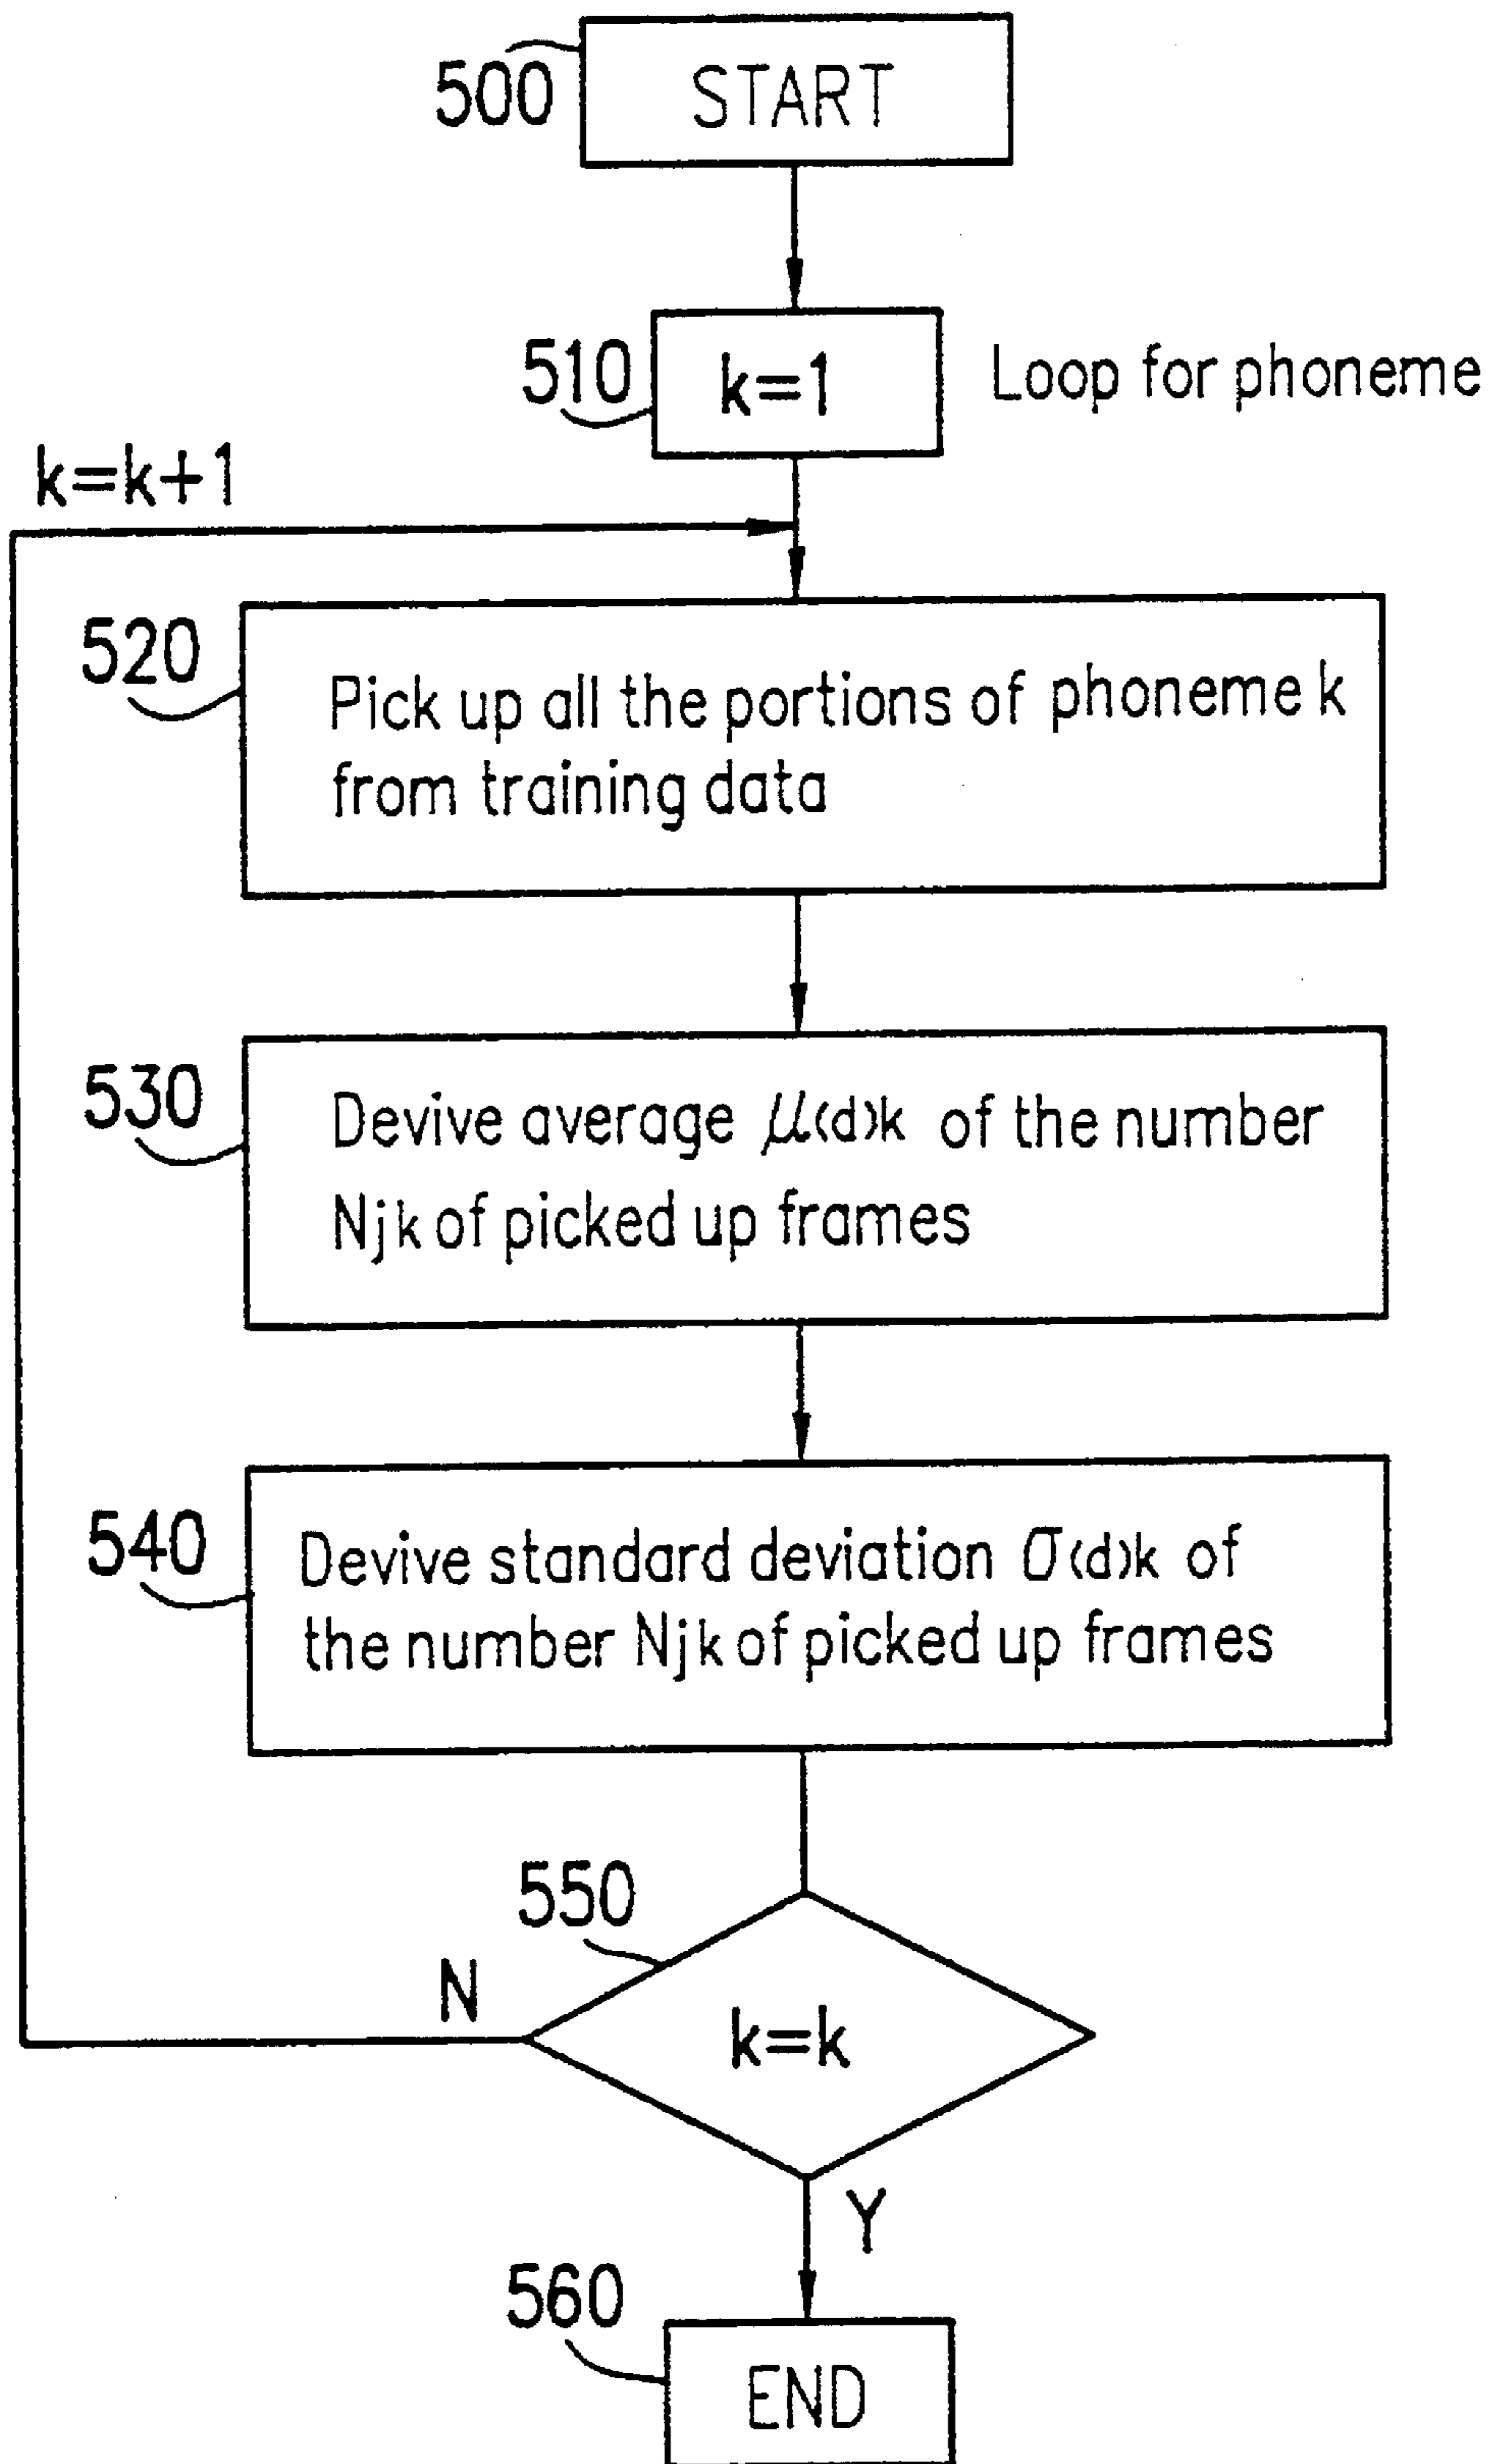 500
START
510
k=1
Loop for phoneme
k=k+1
520
Pick up all the portions of phoneme k
from training data
530
Devive average μ(d)k of the number
Njk of picked up frames
540
Devive standard deviation σ(d)k of
the number Njk of picked up frames
550
N
k=k
Y
560
END